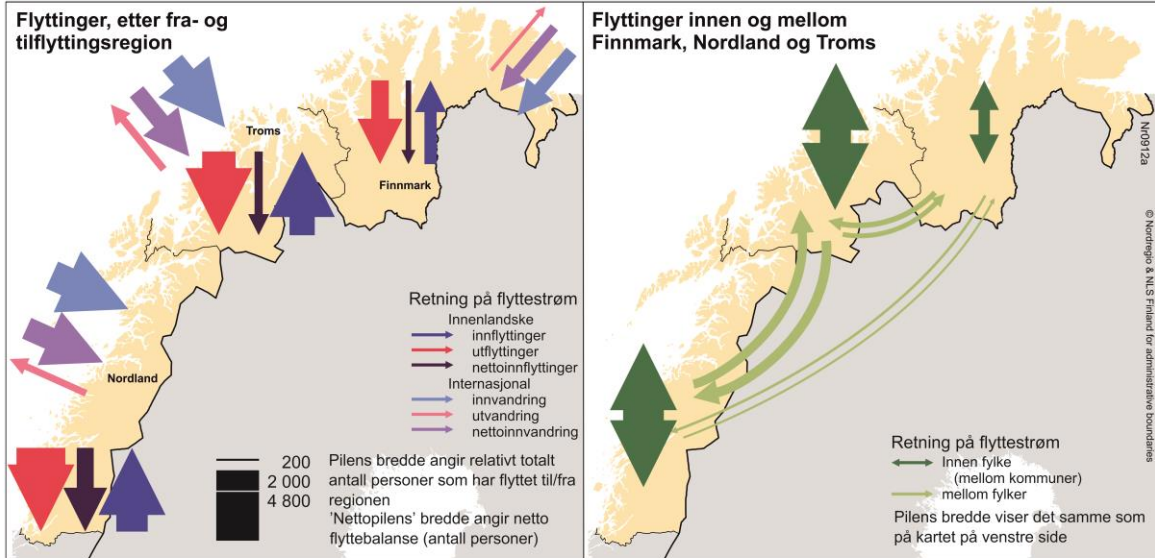 Flyttinger, etter fra- og
tilflyttingsregion
Troms
Finnmark
Nordland
Retning på flyttestrøm
Innenlandske
innflyttinger
utflyttinger
nettoinnflyttinger
Internasjonal
innvandring
utvandring
nettoinnvandring
200
2 000
4 800
Pilens bredde angir relativt totalt
antall personer som har flyttet til/fra
regionen
'Nettopilens' bredde angir netto
flyttebalanse (antall personer)
Flyttinger innen og mellom
Finnmark, Nordland og Troms
Retning på flyttestrøm
Innen fylke
(mellom kommuner)
mellom fylker
Pilens bredde viser det samme som
på kartet på venstre side
Nr0912a
© Nordregio & NLS Finland for administrative boundaries